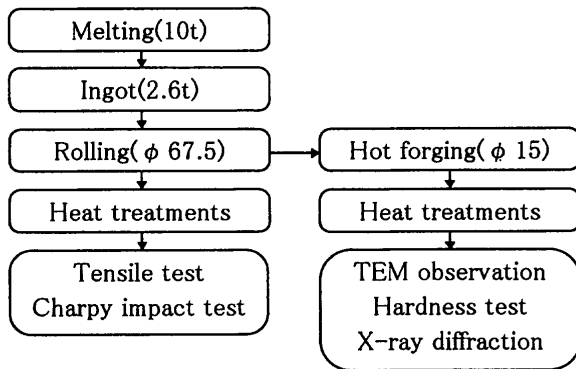 Melting(10t)
Ingot(2.6t)
Rolling(φ 67.5)
Heat treatments
Tensile test
Charpy impact test
Hot forging(φ 15)
Heat treatments
TEM observation
Hardness test
X-ray diffraction